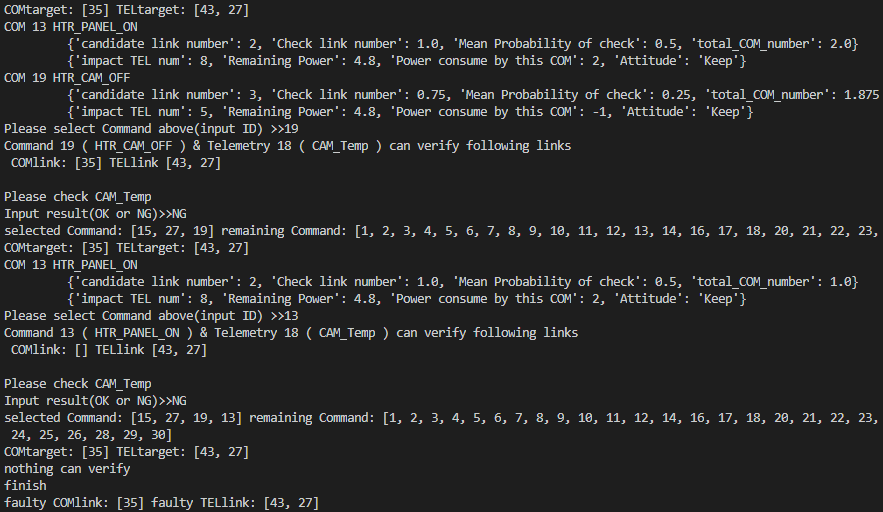 COMtarget: [35] TELtarget: [43, 27]
COM 13 HTR_PANEL_ON
{'candidate link number': 2, 'Check link number': 1.0, 'Mean Probability of check': 0.5, 'total_COM_number': 2.0}
{'impact TEL num': 8, 'Remaining Power': 4.8, 'Power consume by this COM': 2, 'Attitude': 'Keep'}
COM 19 HTR_CAM_OFF
{'candidate link number': 3, 'Check link number': 0.75, 'Mean Probability of check': 0.25, 'total_COM_number': 1.875
{'impact TEL num': 5, 'Remaining Power': 4.8, 'Power consume by this COM': -1, 'Attitude': 'Keep'}
Please select Command above(input ID) >>19
Command 19 ( HTR_CAM_OFF ) & Telemetry 18 ( CAM_Temp ) can verify following links
COMlink: [35] TELlink [43, 27]

Please check CAM_Temp
Input result(OK or NG)>>NG
selected Command: [15, 27, 19] remaining Command: [1, 2, 3, 4, 5, 6, 7, 8, 9, 10, 11, 12, 13, 14, 16, 17, 18, 20, 21, 22, 23,
COMtarget: [35] TELtarget: [43, 27]
COM 13 HTR_PANEL_ON
{'candidate link number': 2, 'Check link number': 1.0, 'Mean Probability of check': 0.5, 'total_COM_number': 1.0}
{'impact TEL num': 8, 'Remaining Power': 4.8, 'Power consume by this COM': 2, 'Attitude': 'Keep'}
Please select Command above(input ID) >>13
Command 13 ( HTR_PANEL_ON ) & Telemetry 18 ( CAM_Temp ) can verify following links
COMlink: [] TELlink [43, 27]

Please check CAM_Temp
Input result(OK or NG)>>NG
selected Command: [15, 27, 19, 13] remaining Command: [1, 2, 3, 4, 5, 6, 7, 8, 9, 10, 11, 12, 14, 16, 17, 18, 20, 21, 22, 23,
24, 25, 26, 28, 29, 30]
COMtarget: [35] TELtarget: [43, 27]
nothing can verify
finish
faulty COMlink: [35] faulty TELlink: [43, 27]